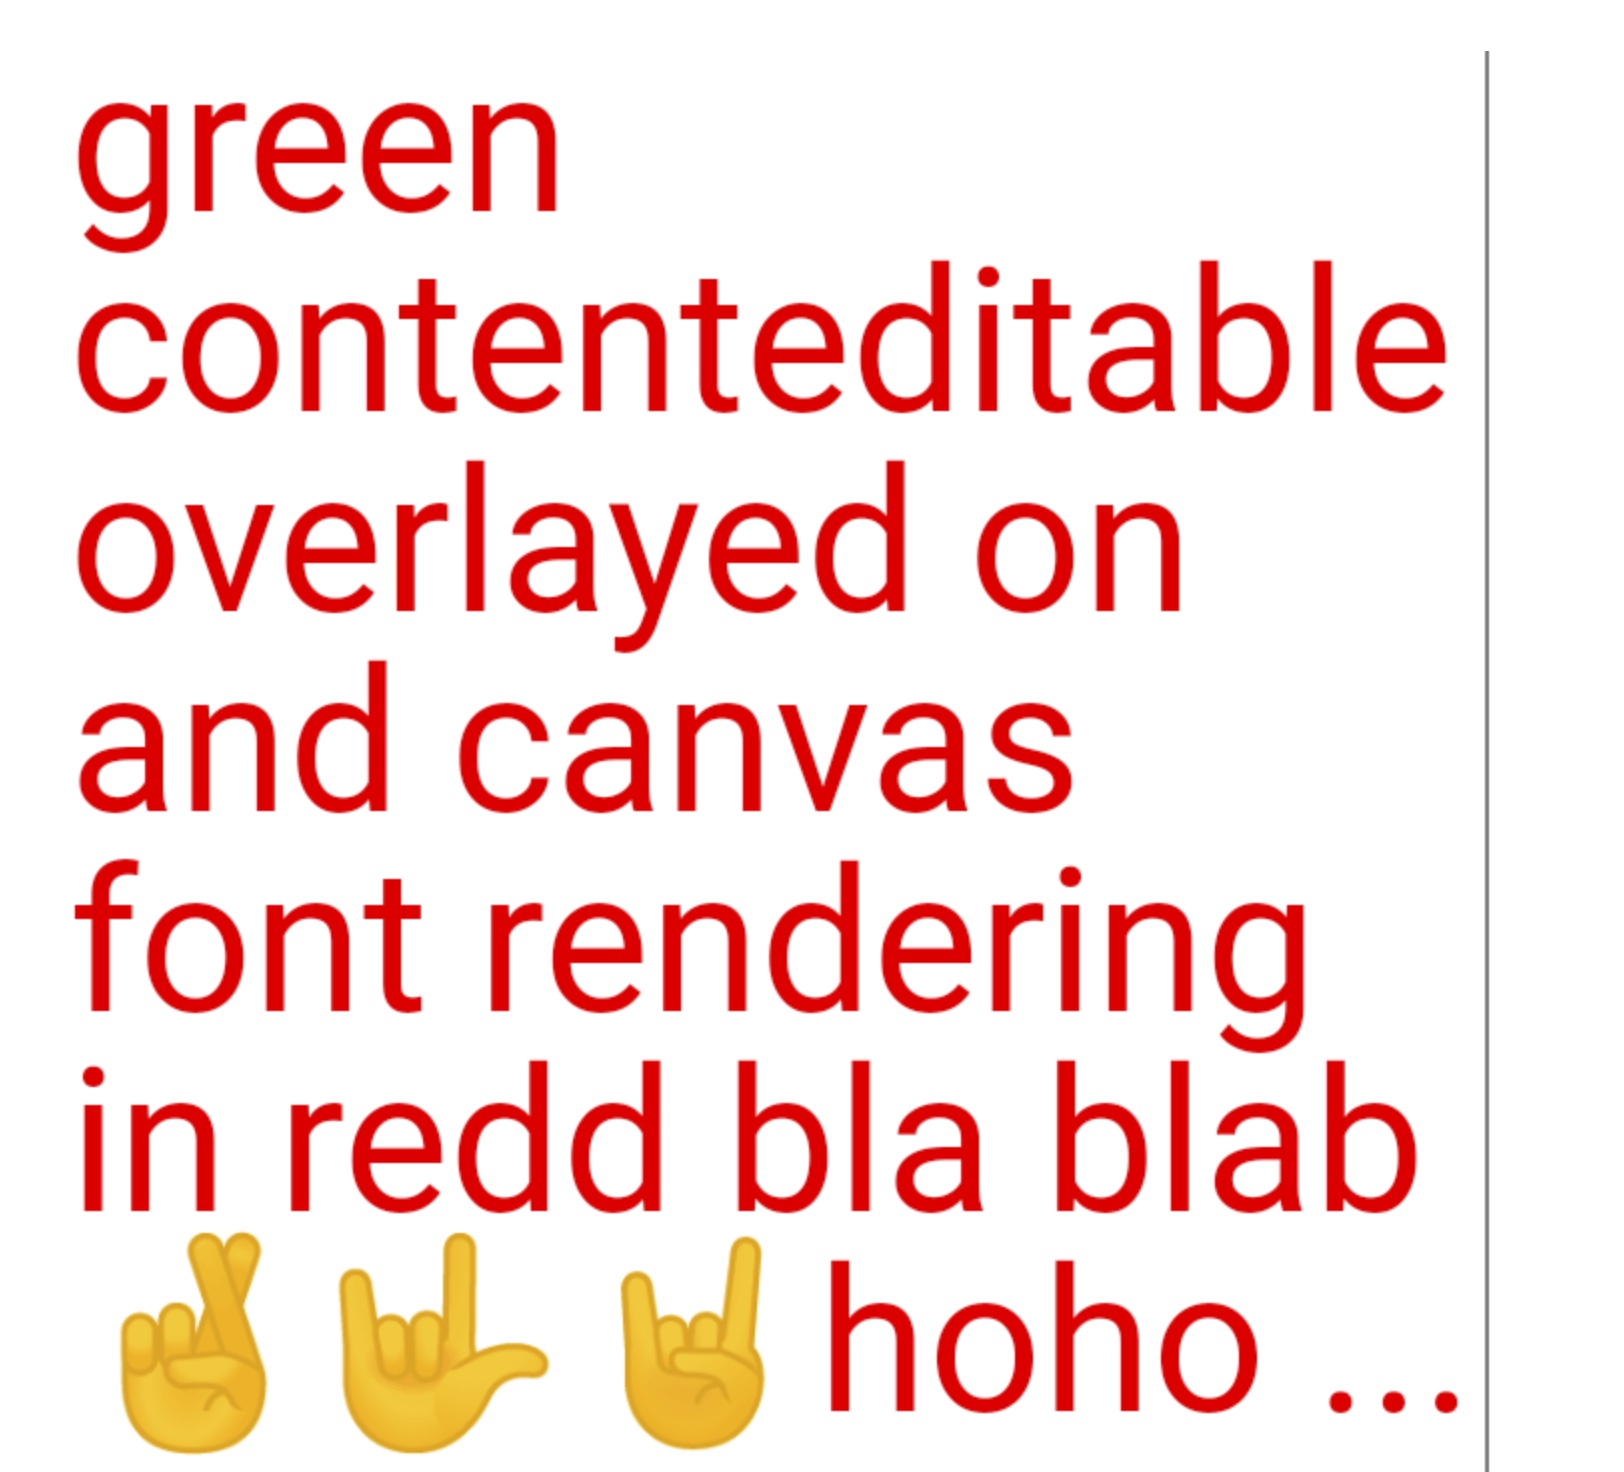 green
contenteditable
overlayed on
and canvas
font rendering
in redd bla blab
🤞🤟🤘hoho ...